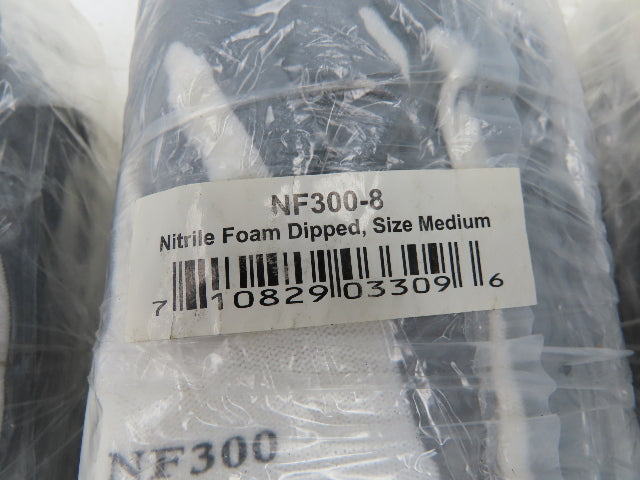 NF300-8
Nitrile Foam Dipped, Size Medium
7 10829 03309 6
NF300